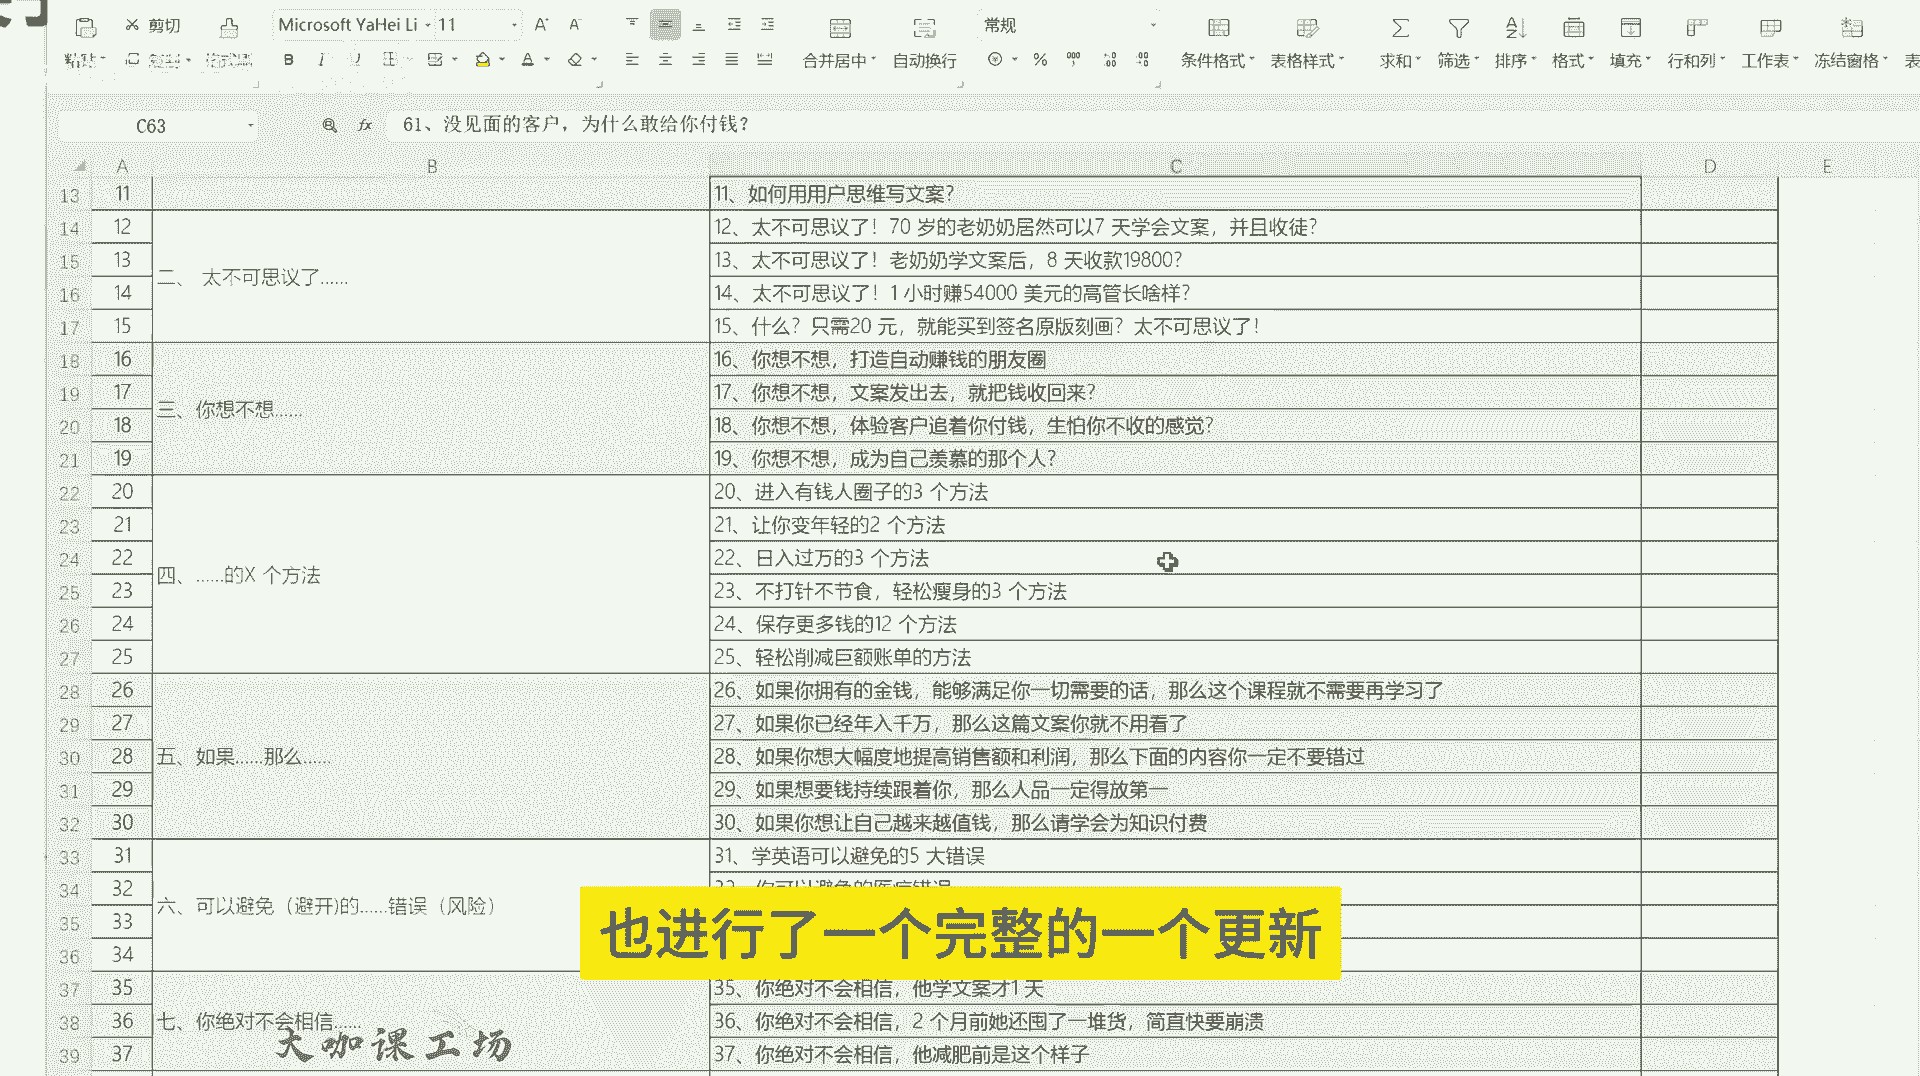 剪切
Microsoft YaHei Li 11 A⁺ A⁻
常规
粘贴
B I U A
合并居中 自动换行
%
条件格式 表格样式 求和 筛选 排序 格式 填充 行和列 工作表 冻结窗格 表
C63 fx 61、没见面的客户，为什么敢给你付钱？
A B C D E
13 11 11、如何用用户思维写文案？
14 12 12、太不可思议了！70 岁的老奶奶居然可以7 天学会文案，并且收徒？
15 13 二、 太不可思议了…… 13、太不可思议了！老奶奶学文案后，8 天收款19800？
16 14 14、太不可思议了！1 小时赚54000 美元的高管长啥样？
17 15 15、什么？只需20 元，就能买到签名原版刻画？太不可思议了！
18 16 16、你想不想，打造自动赚钱的朋友圈
19 17 三、你想不想…… 17、你想不想，文案发出去，就把钱收回来？
20 18 18、你想不想，体验客户追着你付钱，生怕你不收的感觉？
21 19 19、你想不想，成为自己羡慕的那个人？
22 20 20、进入有钱人圈子的3 个方法
23 21 21、让你变年轻的2 个方法
24 22 四、……的X 个方法 22、日入过万的3 个方法
25 23 23、不打针不节食，轻松瘦身的3 个方法
26 24 24、保存更多钱的12 个方法
27 25 25、轻松削减巨额账单的方法
28 26 26、如果你拥有的金钱，能够满足你一切需要的话，那么这个课程就不需要再学习了
29 27 27、如果你已经年入千万，那么这篇文案你就不用看了
30 28 五、如果……那么…… 28、如果你想大幅度地提高销售额和利润，那么下面的内容你一定不要错过
31 29 29、如果想要钱持续跟着你，那么人品一定得放第一
32 30 30、如果你想让自己越来越值钱，那么请学会为知识付费
33 31 31、学英语可以避免的5 大错误
34 32 六、可以避免（避开)的……错误（风险）
35 33
36 34
也进行了一个完整的一个更新
37 35 35、你绝对不会相信，他学文案才1 天
38 36 七、你绝对不会相信…… 36、你绝对不会相信，2 个月前她还囤了一堆货，简直快要崩溃
39 37 37、你绝对不会相信，他减肥前是这个样子
大咖课工场